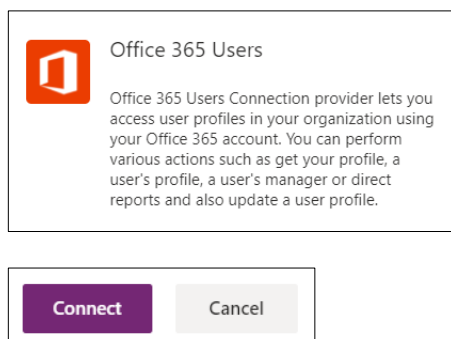 Office 365 Users
Office 365 Users Connection provider lets you
access user profiles in your organization using
your Office 365 account. You can perform
various actions such as get your profile, a
user's profile, a user's manager or direct
reports and also update a user profile.
Connect
Cancel